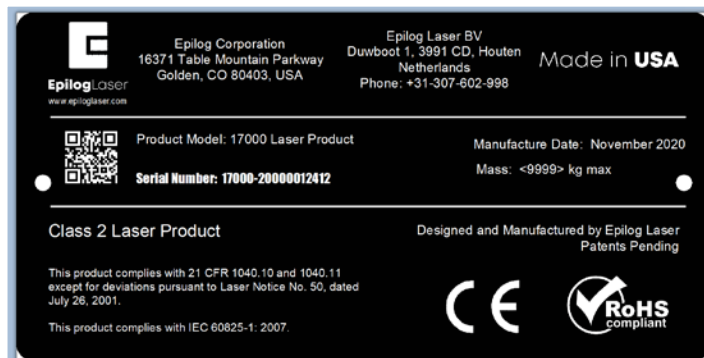 EpilogLaser
www.epiloglaser.com
Epilog Corporation
16371 Table Mountain Parkway
Golden, CO 80403, USA
Epilog Laser BV
Duwboot 1, 3991 CD, Houten
Netherlands
Phone: +31-307-602-998
Made in USA
Product Model: 17000 Laser Product
Serial Number: 17000-20000012412
Manufacture Date: November 2020
Mass: <9999> kg max
Class 2 Laser Product
This product complies with 21 CFR 1040.10 and 1040.11
except for deviations pursuant to Laser Notice No. 50, dated
July 26, 2001.
This product complies with IEC 60825-1: 2007.
Designed and Manufactured by Epilog Laser
Patents Pending
CE
RoHS
compliant